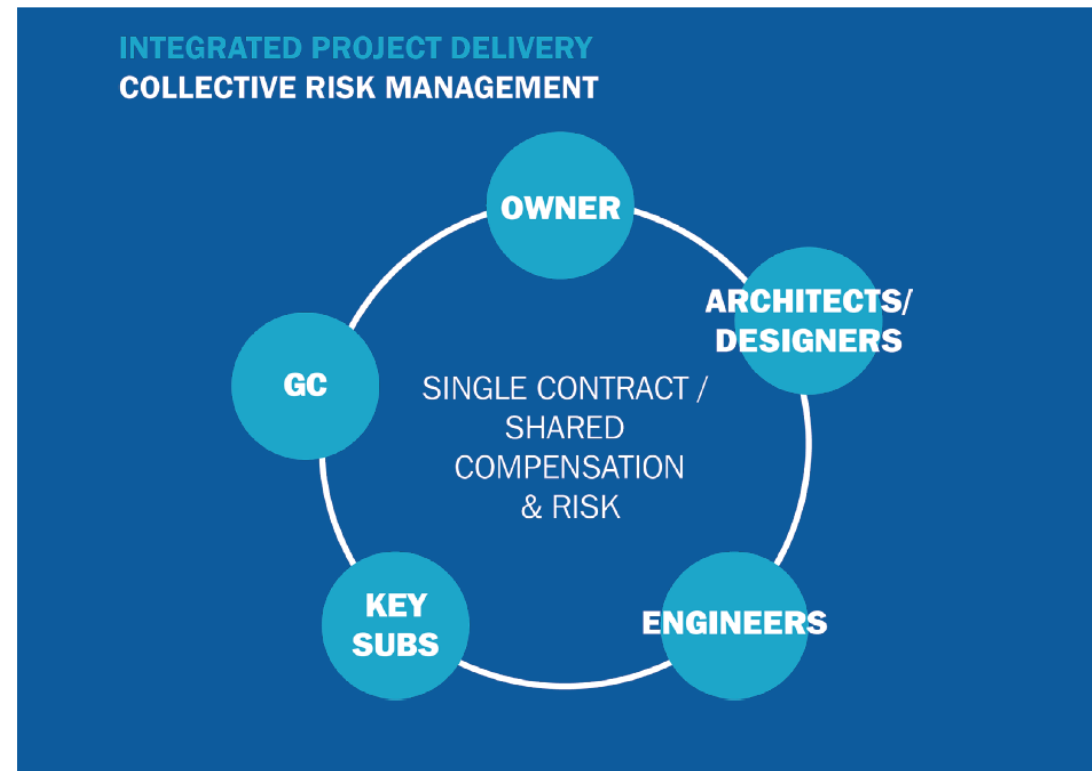 INTEGRATED PROJECT DELIVERY
COLLECTIVE RISK MANAGEMENT
OWNER
ARCHITECTS/
DESIGNERS
GC
SINGLE CONTRACT /
SHARED
COMPENSATION
& RISK
KEY
SUBS
ENGINEERS